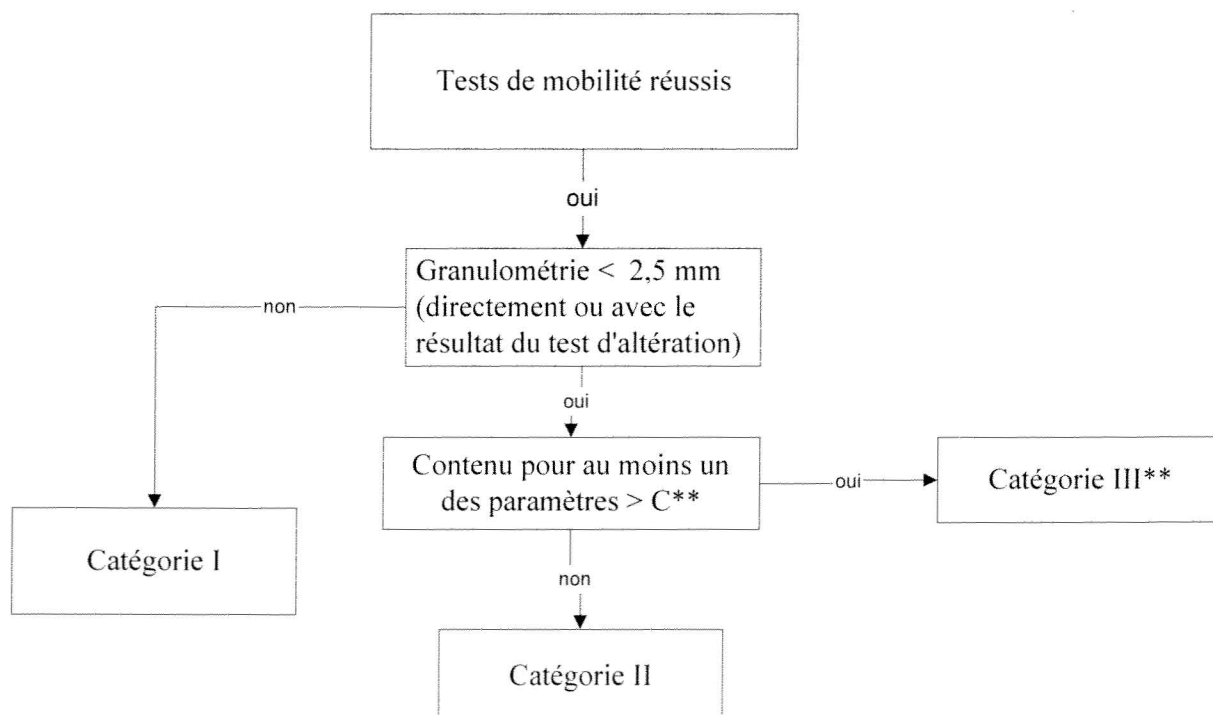 Tests de mobilité réussis
oui
Granulométrie < 2,5 mm
(directement ou avec le
résultat du test d'altération)
non
oui
Contenu pour au moins un
des paramètres > C**
oui
Catégorie III**
Catégorie I
non
Catégorie II